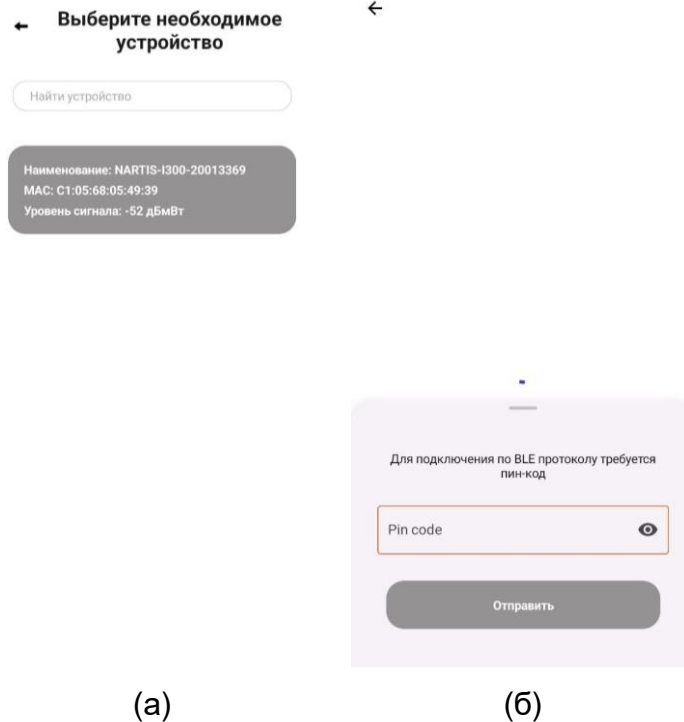 Выберите необходимое
устройство
Найти устройство
Наименование: NARTIS-I300-20013369
MAC: C1:05:68:05:49:39
Уровень сигнала: -52 дБмВт
Для подключения по BLE протоколу требуется
пин-код
Pin code
Отправить
(а)
(б)